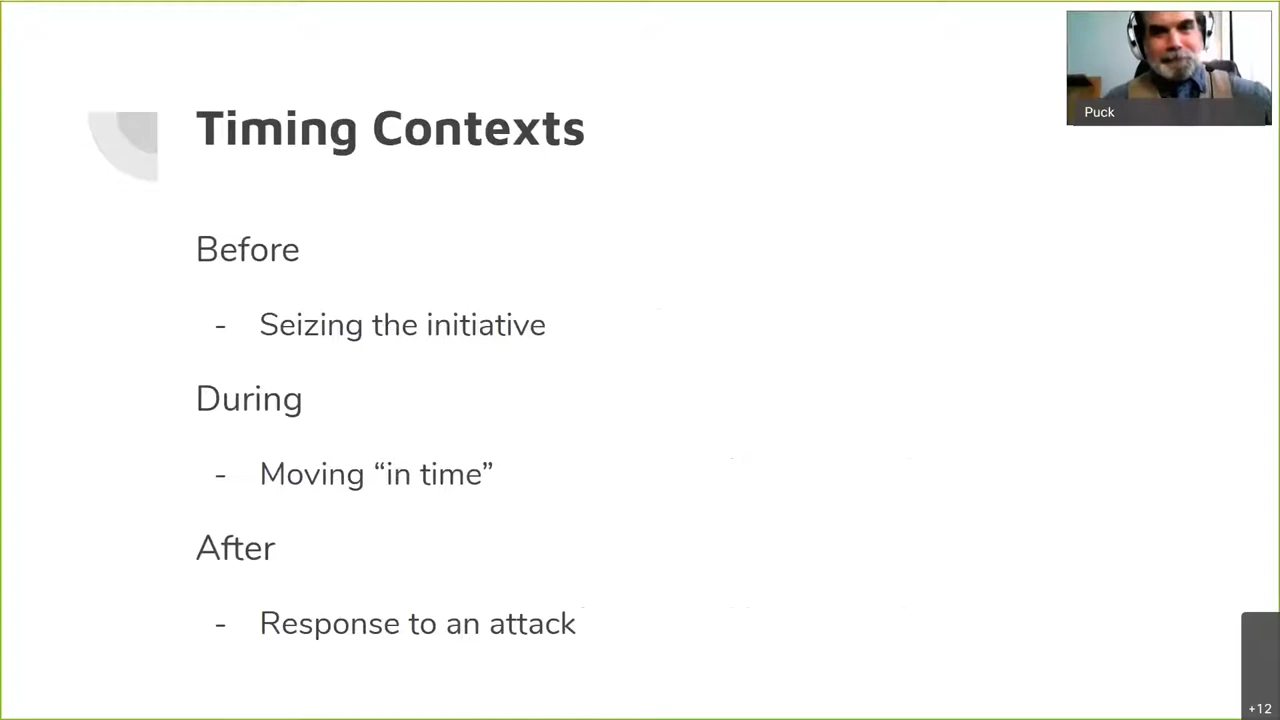 Timing Contexts
Puck
Before
- Seizing the initiative
During
- Moving “in time”
After
- Response to an attack
+12